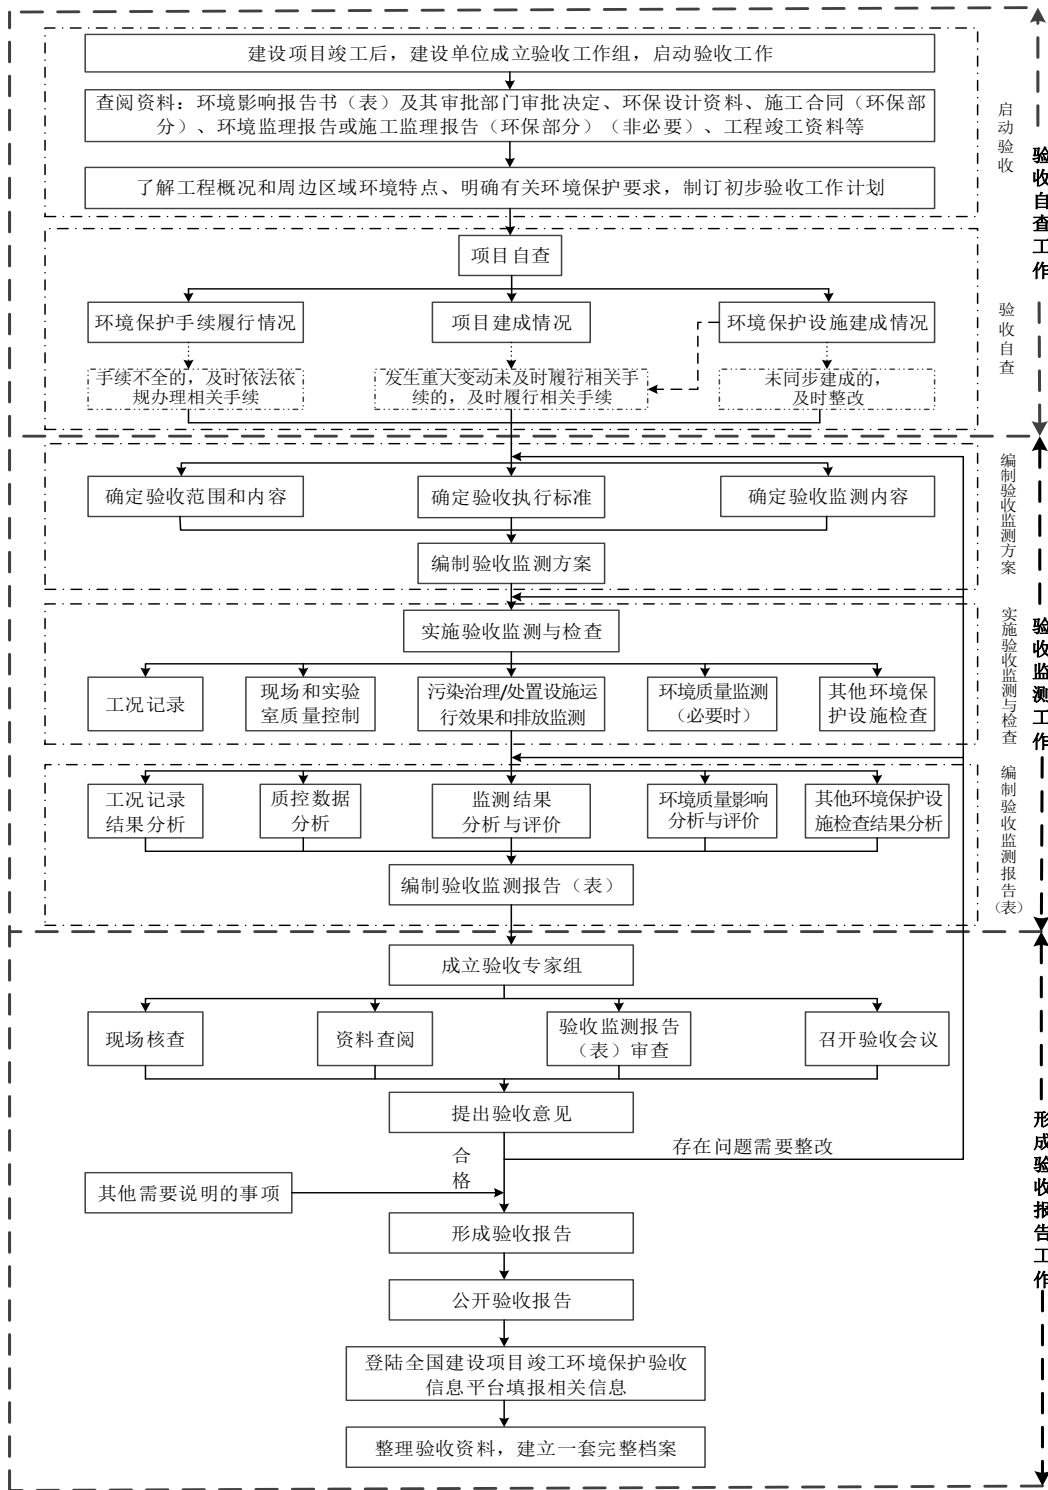 建设项目竣工后，建设单位成立验收工作组，启动验收工作
查阅资料：环境影响报告书（表）及其审批部门审批决定、环保设计资料、施工合同（环保部
分）、环境监理报告或施工监理报告（环保部分）（非必要）、工程竣工资料等
了解工程概况和周边区域环境特点、明确有关环境保护要求，制订初步验收工作计划
启动验收
验收自查工作
项目自查
环境保护手续履行情况
项目建成情况
环境保护设施建成情况
手续不全的，及时依法依
规办理相关手续
发生重大变动未及时履行相关手
续的，及时履行相关手续
未同步建成的，
及时整改
验收自查
确定验收范围和内容
确定验收执行标准
确定验收监测内容
编制验收监测方案
编制验收监测方案
实施验收监测与检查
工况记录
现场和实验
室质量控制
污染治理/处置设施运
行效果和排放监测
环境质量监测
（必要时）
其他环境保
护设施检查
实施验收监测与检查
验收监测工作
工况记录
结果分析
质控数据
分析
监测结果
分析与评价
环境质量影响
分析与评价
其他环境保护设
施检查结果分析
编制验收监测报告（表）
编制验收监测报告（表）
成立验收专家组
现场核查
资料查阅
验收监测报告
（表）审查
召开验收会议
提出验收意见
合格
存在问题需要整改
其他需要说明的事项
形成验收报告
公开验收报告
登陆全国建设项目竣工环境保护验收
信息平台填报相关信息
整理验收资料，建立一套完整档案
形成验收报告工作